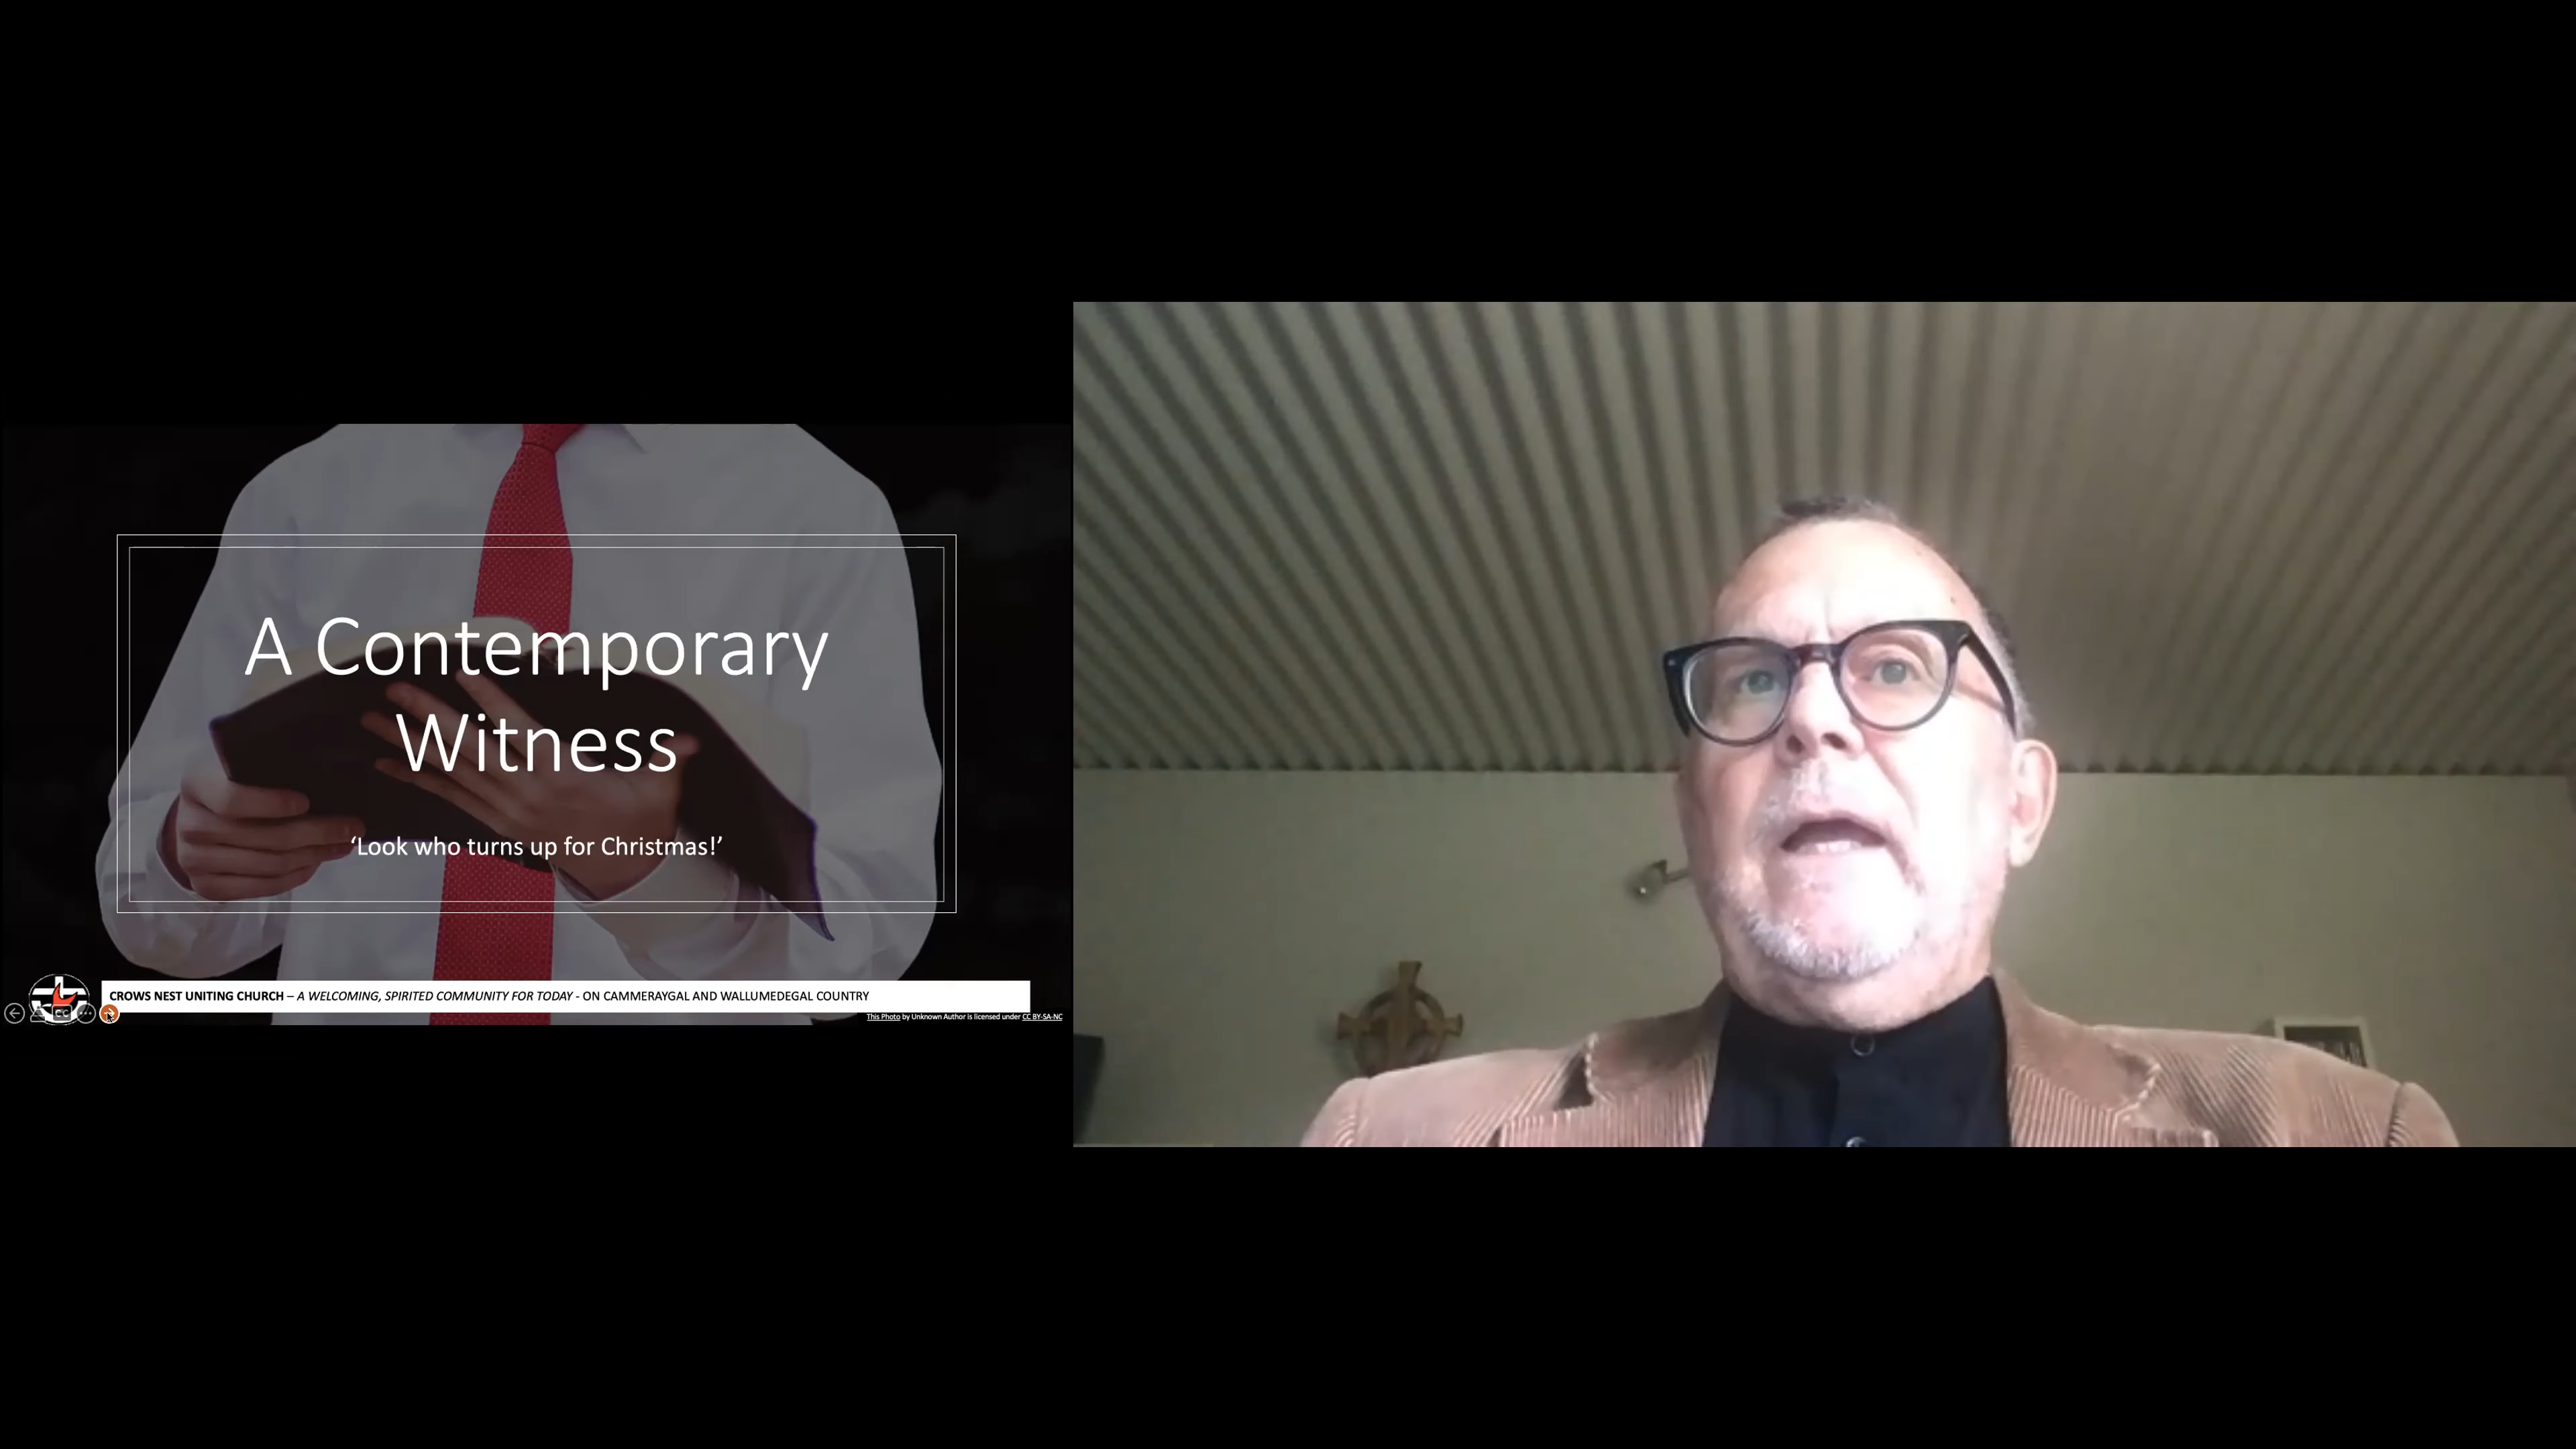 A Contemporary
Witness
‘Look who turns up for Christmas!’
CROWS NEST UNITING CHURCH – A WELCOMING, SPIRITED COMMUNITY FOR TODAY - ON CAMMERAYGAL AND WALLUMEDEGAL COUNTRY
This Photo by Unknown Author is licensed under CC BY-SA-NC